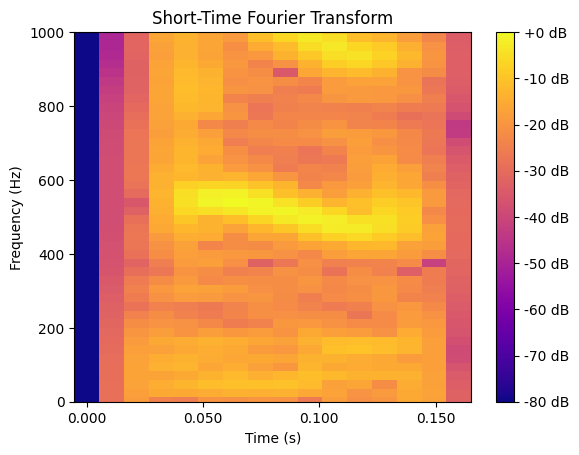 Short-Time Fourier Transform
Frequency (Hz)
1000
800
600
400
200
0
0.000
0.050
0.100
0.150
Time (s)
+0 dB
-10 dB
-20 dB
-30 dB
-40 dB
-50 dB
-60 dB
-70 dB
-80 dB